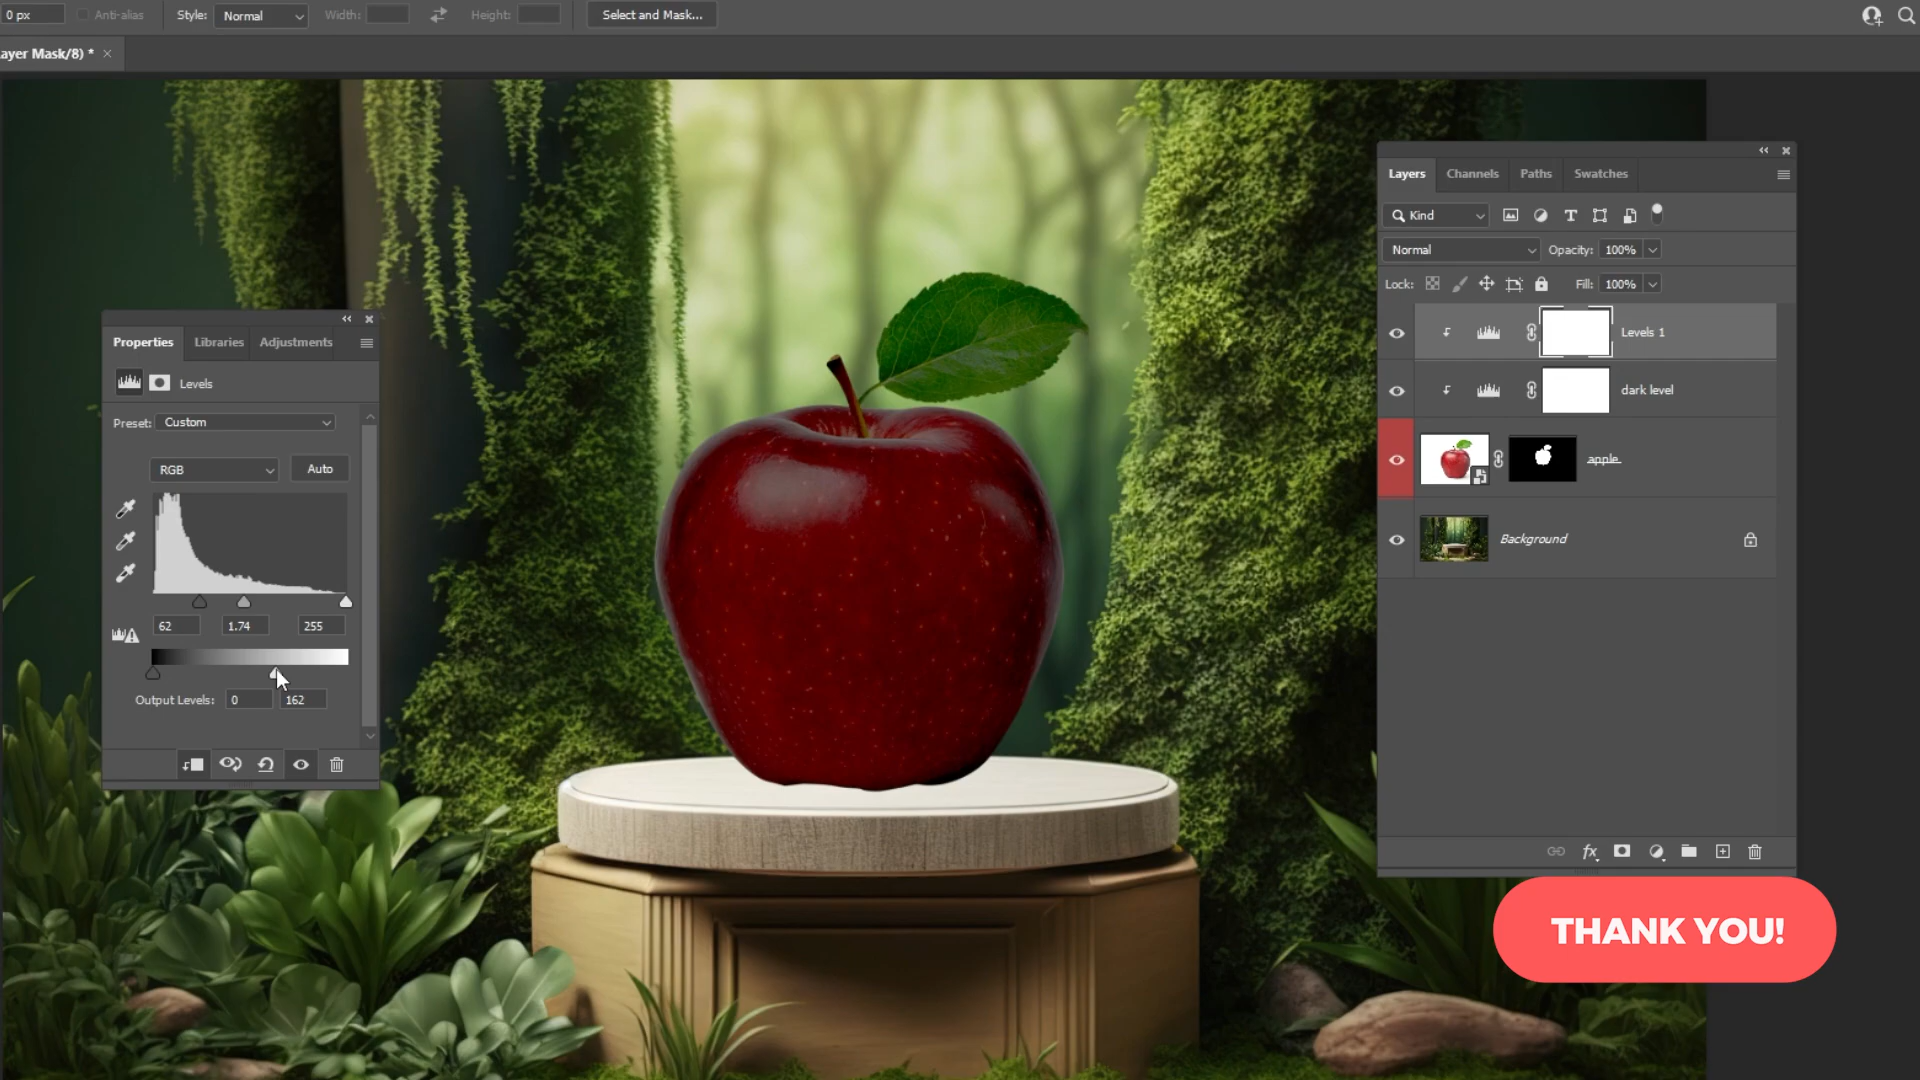 0 px
Anti-alias
Style: Normal
Width:
Height:
Select and Mask...
ayer Mask/8) * ×
Properties Libraries Adjustments
Levels
Preset: Custom
RGB Auto
62 1.74 255
Output Levels: 0 162
Layers Channels Paths Swatches
Kind
Normal Opacity: 100%
Lock: Fill: 100%
Levels 1
dark level
apple
Background
fx
THANK YOU!